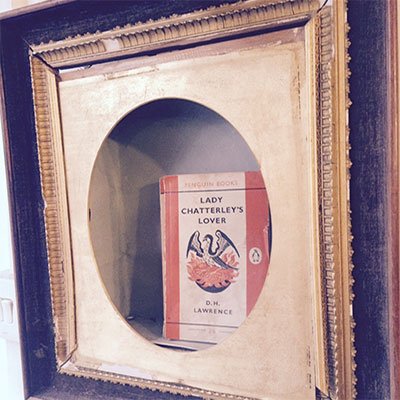 PENGUIN BOOKS
LADY
CHATTERLEY'S
LOVER
D.H.
LAWRENCE